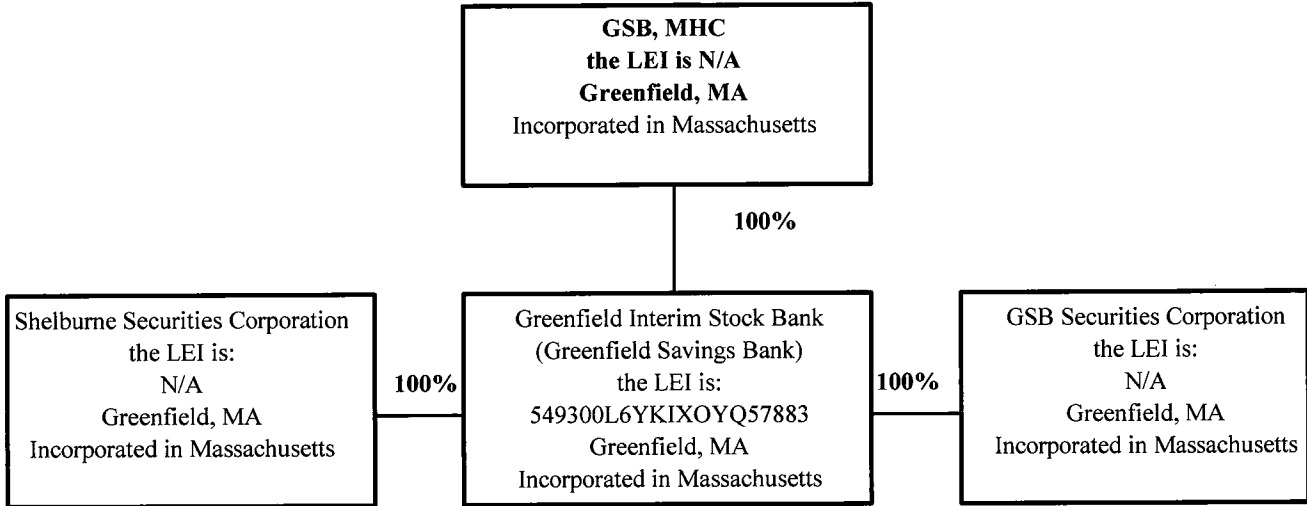 GSB, MHC
the LEI is N/A
Greenfield, MA
Incorporated in Massachusetts
100%
Shelburne Securities Corporation
the LEI is:
N/A
Greenfield, MA
Incorporated in Massachusetts
100%
Greenfield Interim Stock Bank
(Greenfield Savings Bank)
the LEI is:
549300L6YKIXOYQ57883
Greenfield, MA
Incorporated in Massachusetts
100%
GSB Securities Corporation
the LEI is:
N/A
Greenfield, MA
Incorporated in Massachusetts